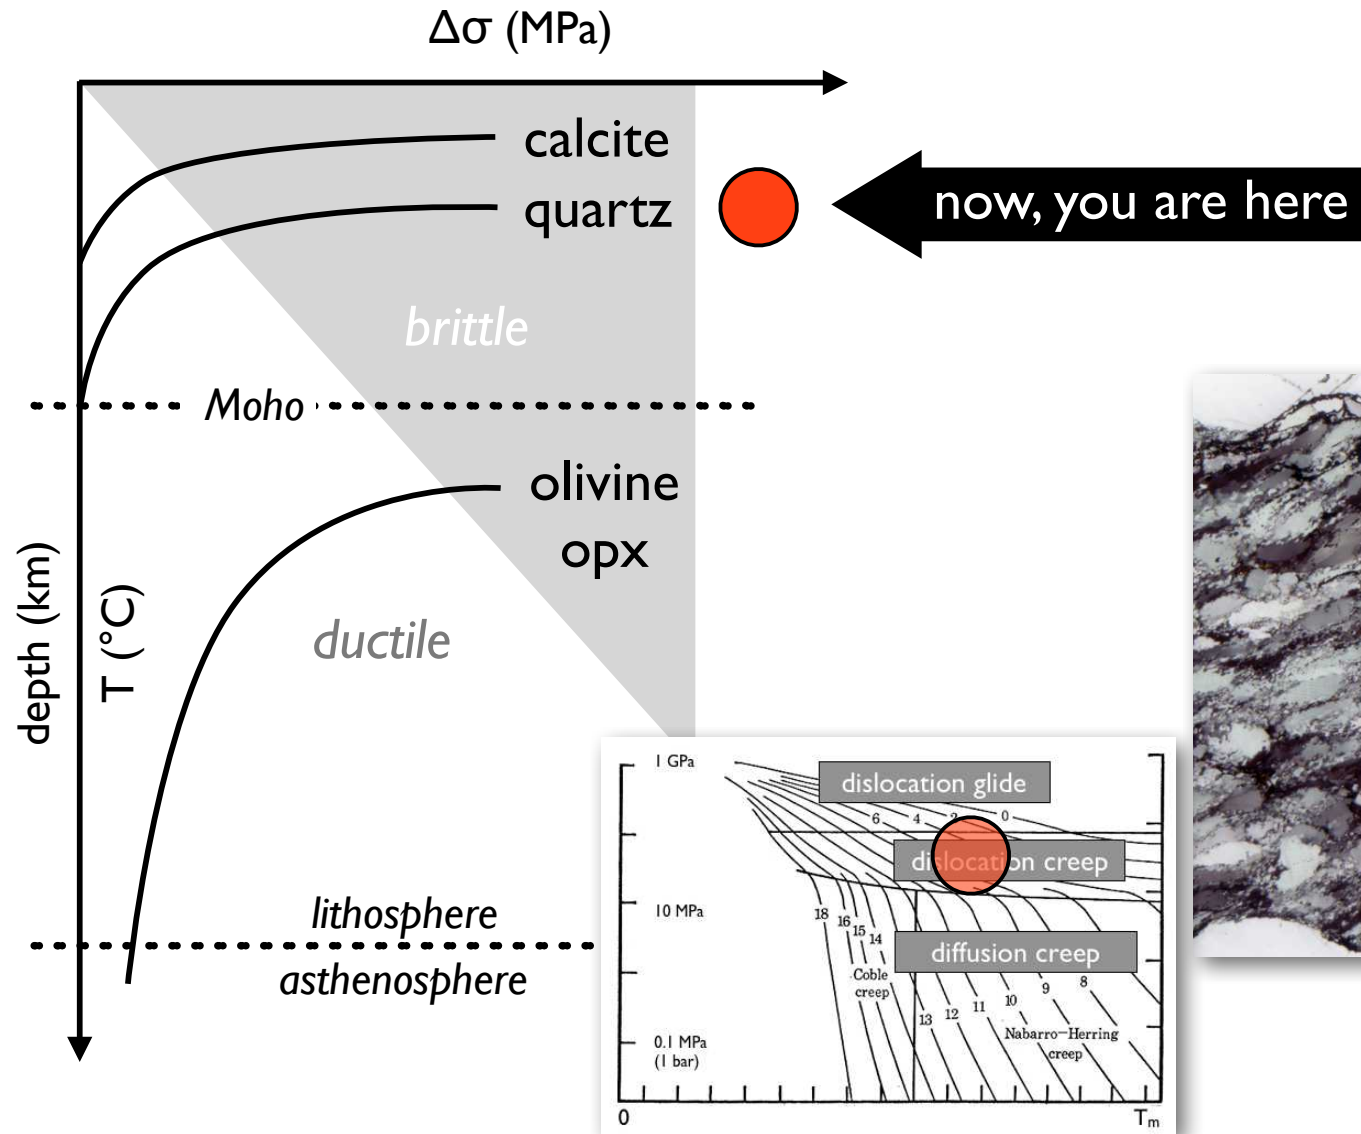 Δσ (MPa)
calcite
quartz
now, you are here
brittle
Moho
olivine
opx
depth (km)
T (°C)
ductile
lithosphere
asthenosphere
1 GPa
dislocation glide
6 4 2 0
dislocation creep
10 MPa
18 16 15 14
diffusion creep
Coble
creep
13 12 11 10 9 8
Nabarro-Herring
creep
0.1 MPa
(1 bar)
0
Tm